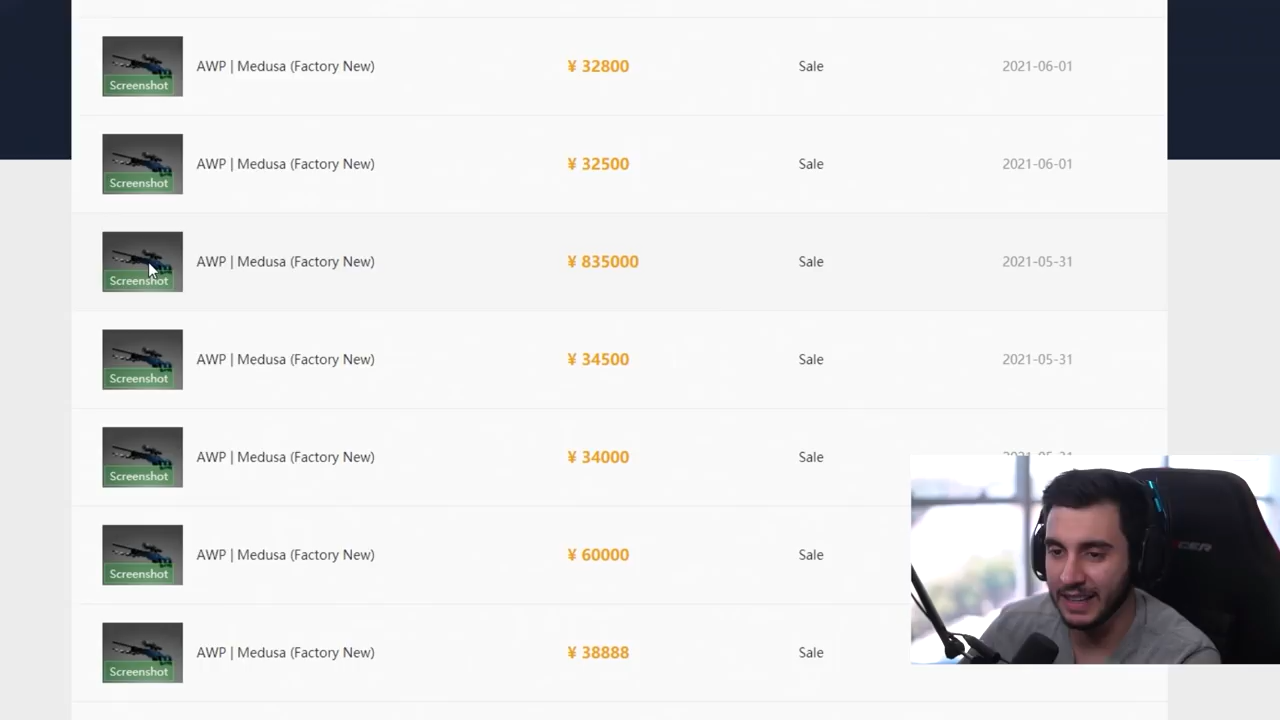 AWP | Medusa (Factory New) ¥ 32800 Sale 2021-06-01
Screenshot
AWP | Medusa (Factory New) ¥ 32500 Sale 2021-06-01
Screenshot
AWP | Medusa (Factory New) ¥ 835000 Sale 2021-05-31
Screenshot
AWP | Medusa (Factory New) ¥ 34500 Sale 2021-05-31
Screenshot
AWP | Medusa (Factory New) ¥ 34000 Sale
Screenshot
AWP | Medusa (Factory New) ¥ 60000 Sale
Screenshot
AWP | Medusa (Factory New) ¥ 38888 Sale
Screenshot